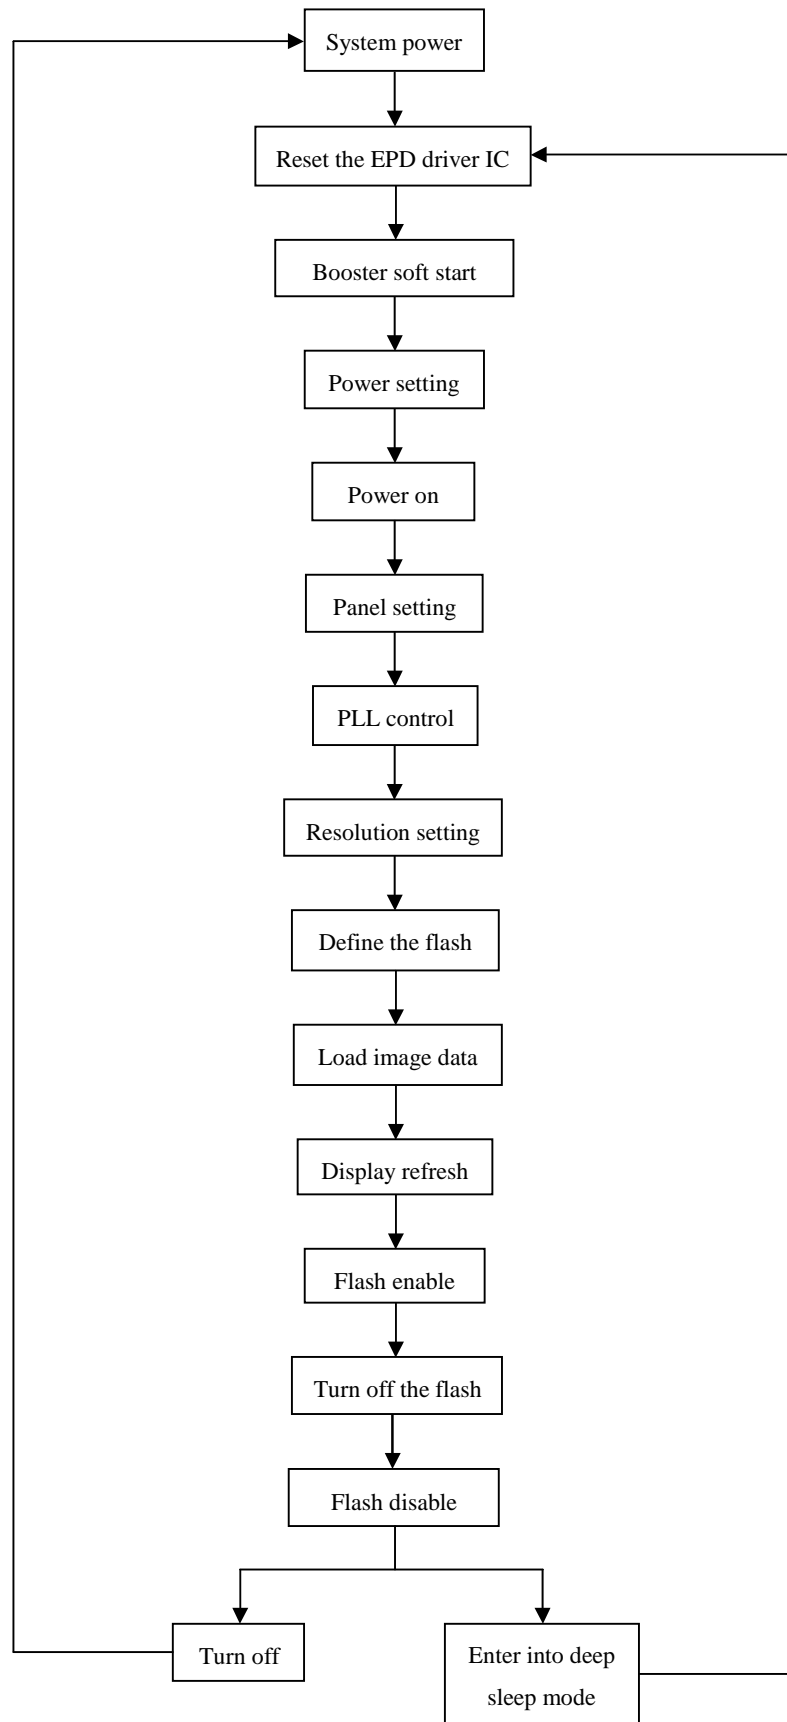 System power
Reset the EPD driver IC
Booster soft start
Power setting
Power on
Panel setting
PLL control
Resolution setting
Define the flash
Load image data
Display refresh
Flash enable
Turn off the flash
Flash disable
Turn off
Enter into deep
sleep mode